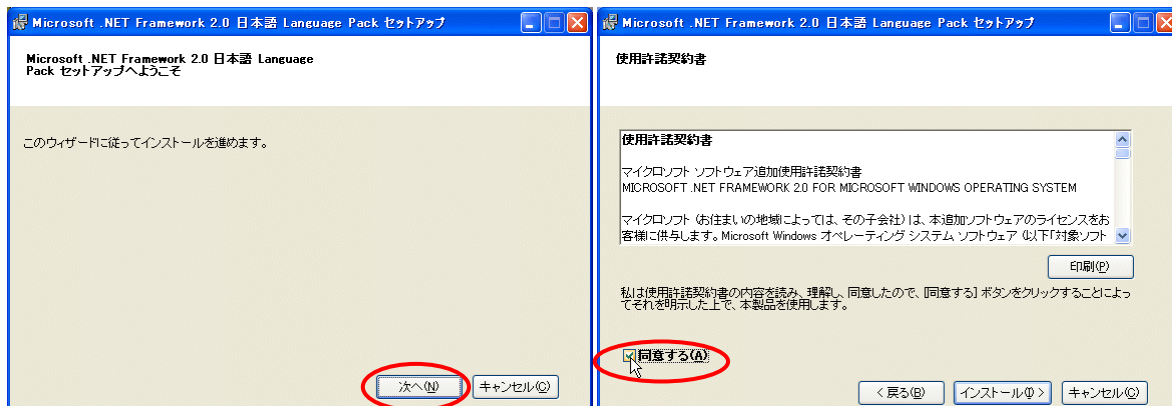 Microsoft .NET Framework 2.0 日本語 Language Pack セットアップ
Microsoft .NET Framework 2.0 日本語 Language
Pack セットアップへようこそ
このウィザードに従ってインストールを進めます。
次へ(N)
キャンセル(C)
Microsoft .NET Framework 2.0 日本語 Language Pack セットアップ
使用許諾契約書
使用許諾契約書
マイクロソフト ソフトウェア追加使用許諾契約書
MICROSOFT .NET FRAMEWORK 2.0 FOR MICROSOFT WINDOWS OPERATING SYSTEM
マイクロソフト (お住まいの地域によっては、その子会社) は、本追加ソフトウェアのライセンスをお
客様に供与します。Microsoft Windows オペレーティング システム ソフトウェア (以下「対象ソフト
印刷(P)
私は使用許諾契約書の内容を読み、理解し、同意したので、[同意する] ボタンをクリックすることによっ
てそれを明示した上で、本製品を使用します。
同意する(A)
< 戻る(B)
インストール(I) >
キャンセル(C)